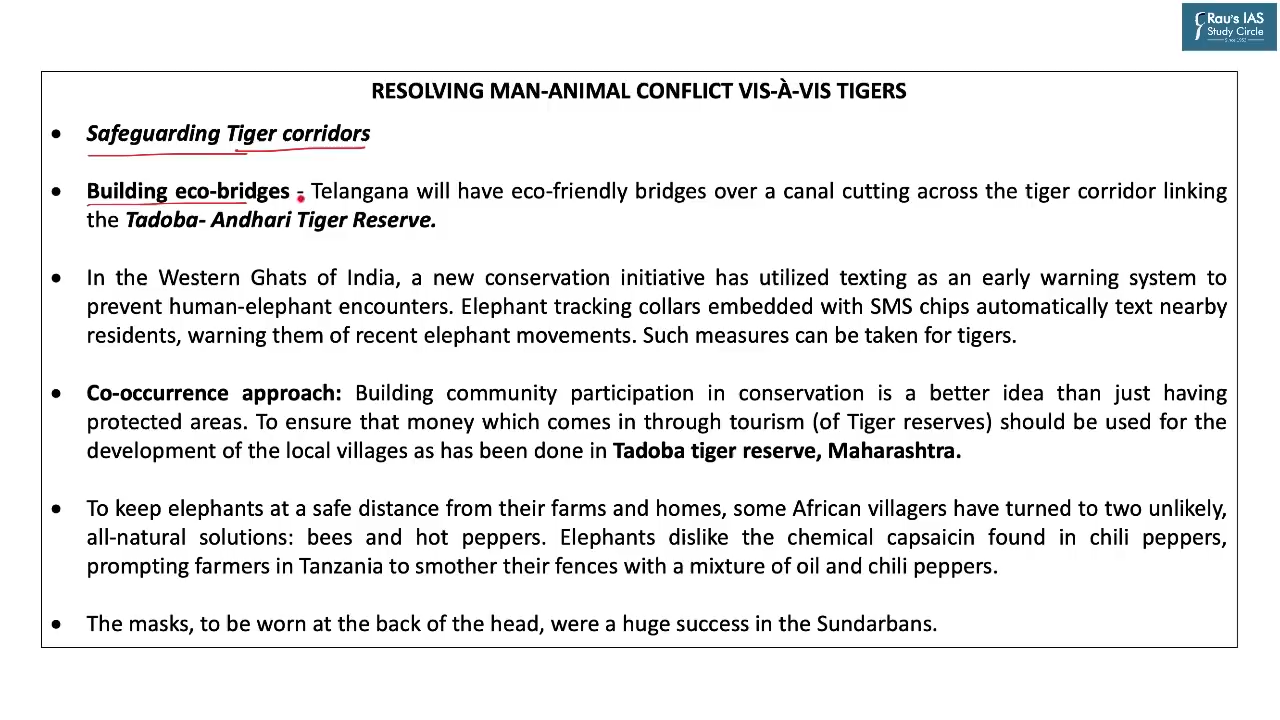 Rau's IAS
Study Circle
Since 1953
RESOLVING MAN-ANIMAL CONFLICT VIS-À-VIS TIGERS
• Safeguarding Tiger corridors
• Building eco-bridges - Telangana will have eco-friendly bridges over a canal cutting across the tiger corridor linking
the Tadoba- Andhari Tiger Reserve.
• In the Western Ghats of India, a new conservation initiative has utilized texting as an early warning system to
prevent human-elephant encounters. Elephant tracking collars embedded with SMS chips automatically text nearby
residents, warning them of recent elephant movements. Such measures can be taken for tigers.
• Co-occurrence approach: Building community participation in conservation is a better idea than just having
protected areas. To ensure that money which comes in through tourism (of Tiger reserves) should be used for the
development of the local villages as has been done in Tadoba tiger reserve, Maharashtra.
• To keep elephants at a safe distance from their farms and homes, some African villagers have turned to two unlikely,
all-natural solutions: bees and hot peppers. Elephants dislike the chemical capsaicin found in chili peppers,
prompting farmers in Tanzania to smother their fences with a mixture of oil and chili peppers.
• The masks, to be worn at the back of the head, were a huge success in the Sundarbans.